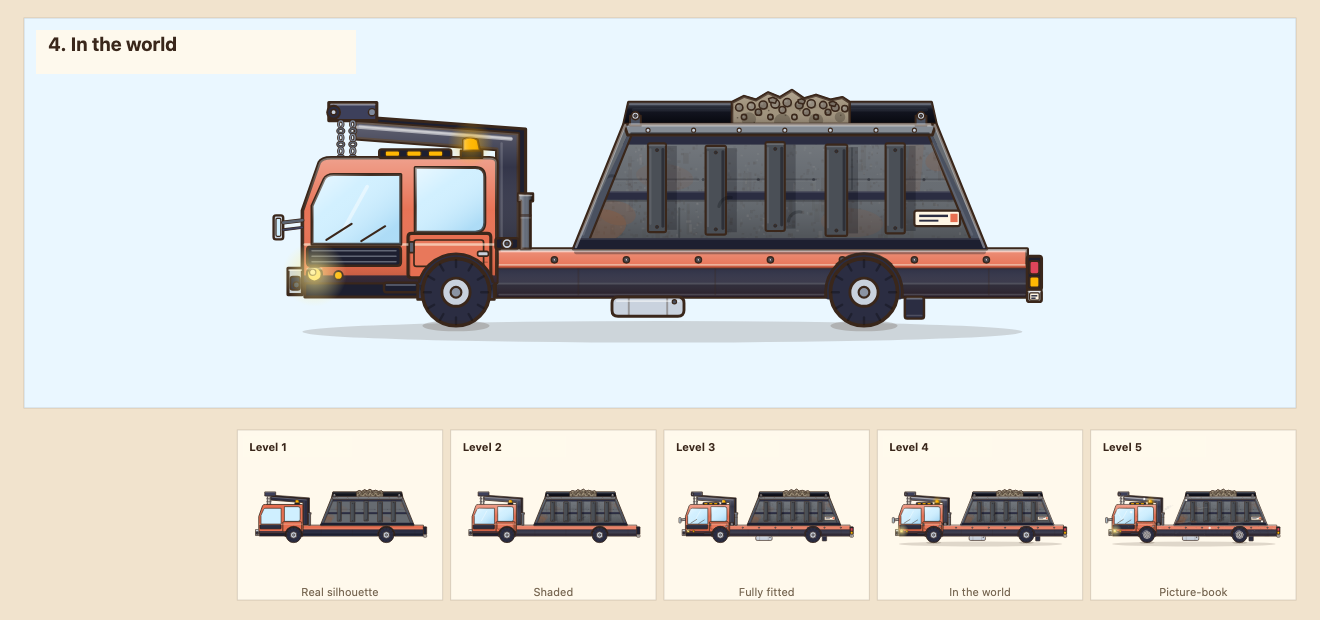 4. In the world
Level 1
Level 2
Level 3
Level 4
Level 5
Real silhouette
Shaded
Fully fitted
In the world
Picture-book